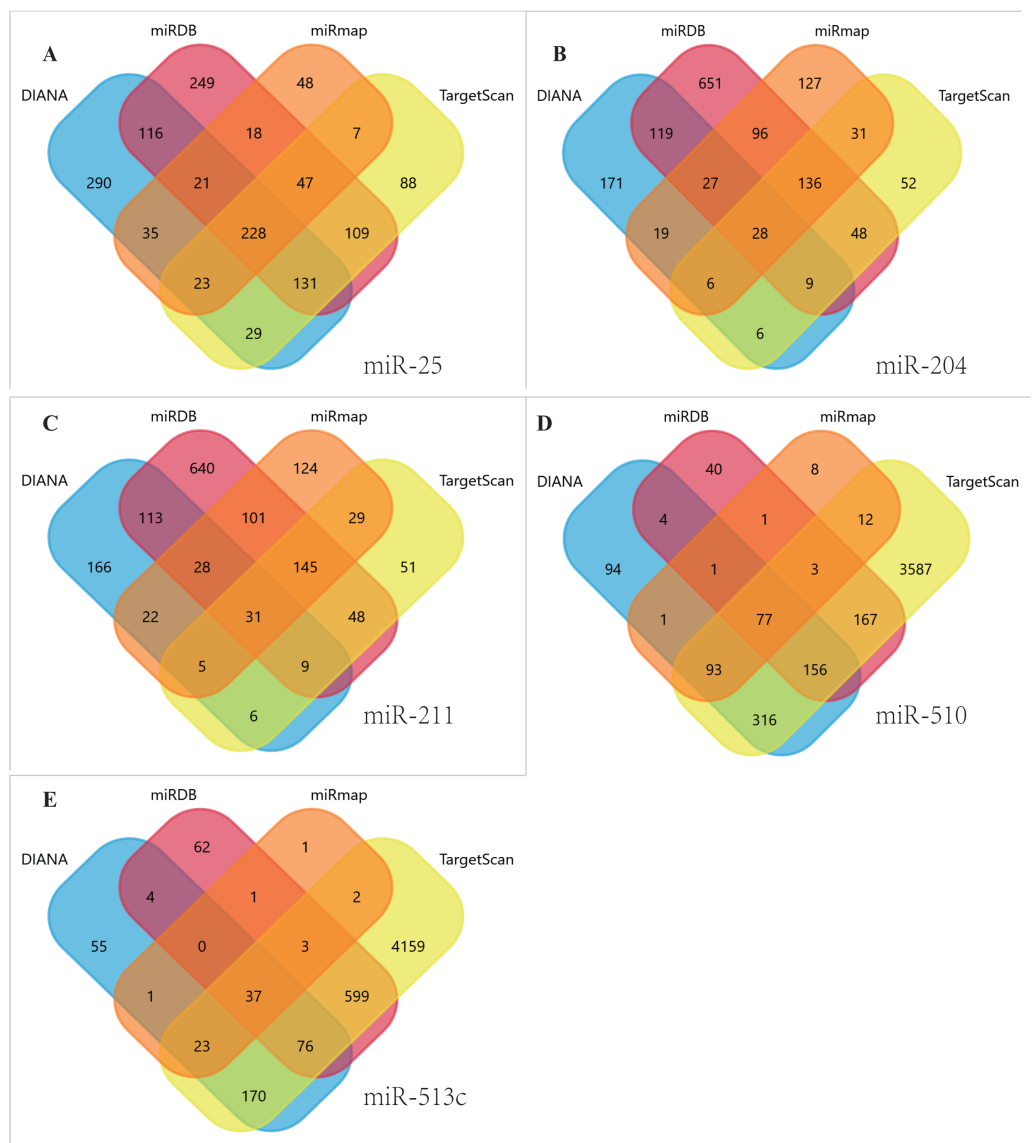 A
miRDB
miRmap
DIANA
TargetScan
249
48
116
18
7
290
21
47
88
35
228
109
23
131
29
miR-25
B
miRDB
miRmap
DIANA
TargetScan
651
127
119
96
31
171
27
136
52
19
28
48
6
9
6
miR-204
C
miRDB
miRmap
DIANA
TargetScan
640
124
113
101
29
166
28
145
51
22
31
48
5
9
6
miR-211
D
miRDB
miRmap
DIANA
TargetScan
40
8
4
1
12
94
1
3
3587
1
77
167
93
156
316
miR-510
E
miRDB
miRmap
DIANA
TargetScan
62
1
4
1
2
55
0
3
4159
1
37
599
23
76
170
miR-513c